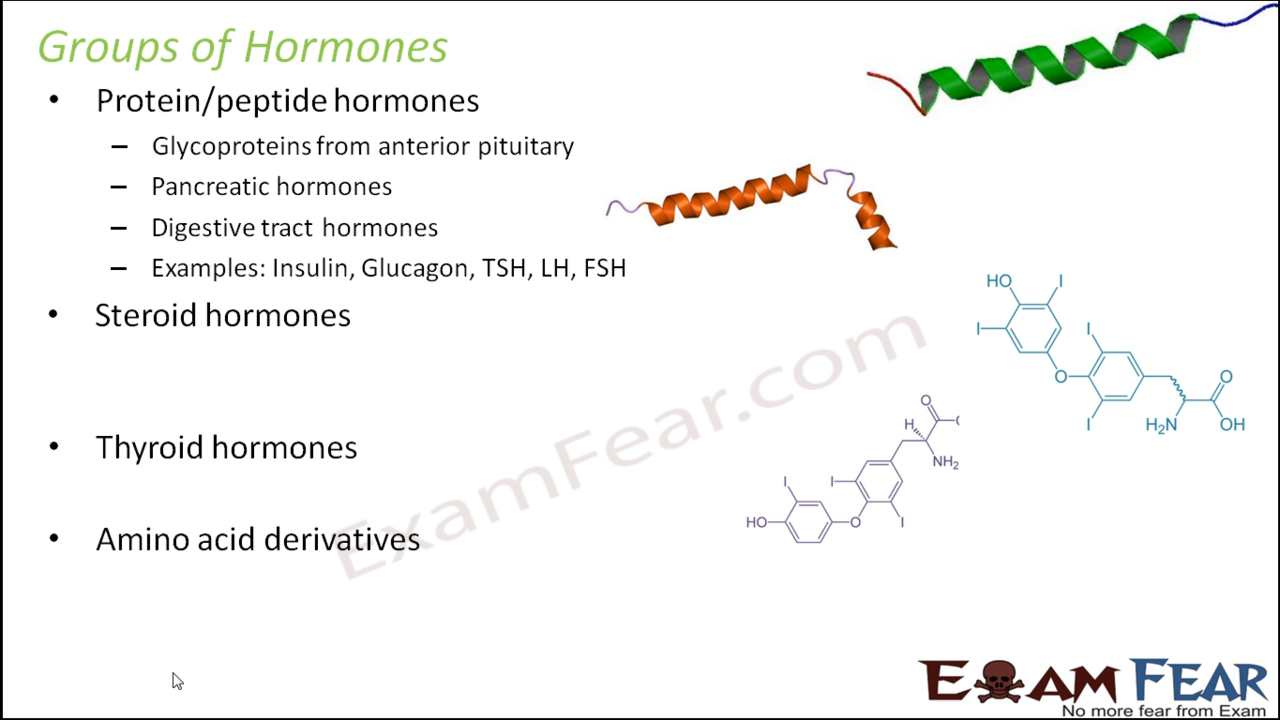 Groups of Hormones
• Protein/peptide hormones
– Glycoproteins from anterior pituitary
– Pancreatic hormones
– Digestive tract hormones
– Examples: Insulin, Glucagon, TSH, LH, FSH
• Steroid hormones
• Thyroid hormones
• Amino acid derivatives
HO I
I I
O
O
I H₂N OH
O
H
NH₂
I I
HO O I
ExamFear.com
EXAM FEAR
No more fear from Exam